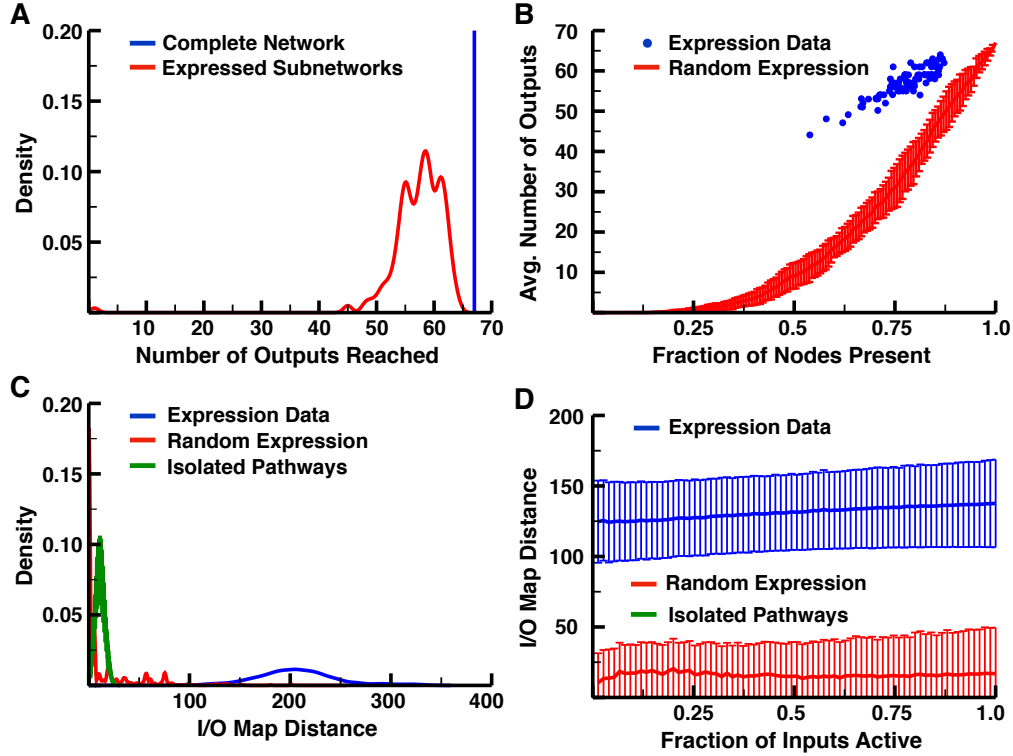 A
0.20
0.15
0.10
0.05
Density
Complete Network
Expressed Subnetworks
10 20 30 40 50 60 70
Number of Outputs Reached
B
70
60
50
40
30
20
10
Avg. Number of Outputs
Expression Data
Random Expression
0.25 0.5 0.75 1.0
Fraction of Nodes Present
C
0.20
0.15
0.10
0.05
Density
Expression Data
Random Expression
Isolated Pathways
100 200 300 400
I/O Map Distance
D
200
150
100
50
I/O Map Distance
Expression Data
Random Expression
Isolated Pathways
0.25 0.5 0.75 1.0
Fraction of Inputs Active